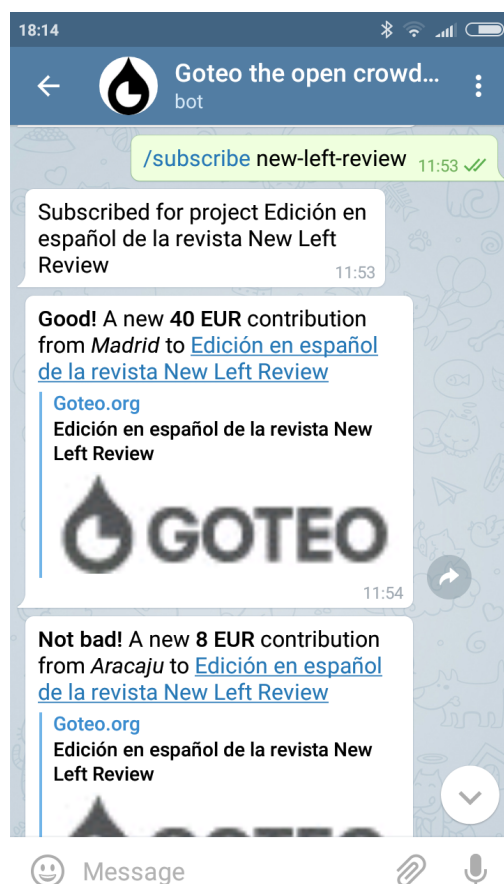 18:14
Goteo the open crowd...
bot
/subscribe new-left-review 11:53
Subscribed for project Edición en
español de la revista New Left
Review
11:53
Good! A new 40 EUR contribution
from Madrid to Edición en español
de la revista New Left Review
Goteo.org
Edición en español de la revista New
Left Review
GOTEO
11:54
Not bad! A new 8 EUR contribution
from Aracaju to Edición en español
de la revista New Left Review
Goteo.org
Edición en español de la revista New
Left Review
GOTEO
Message